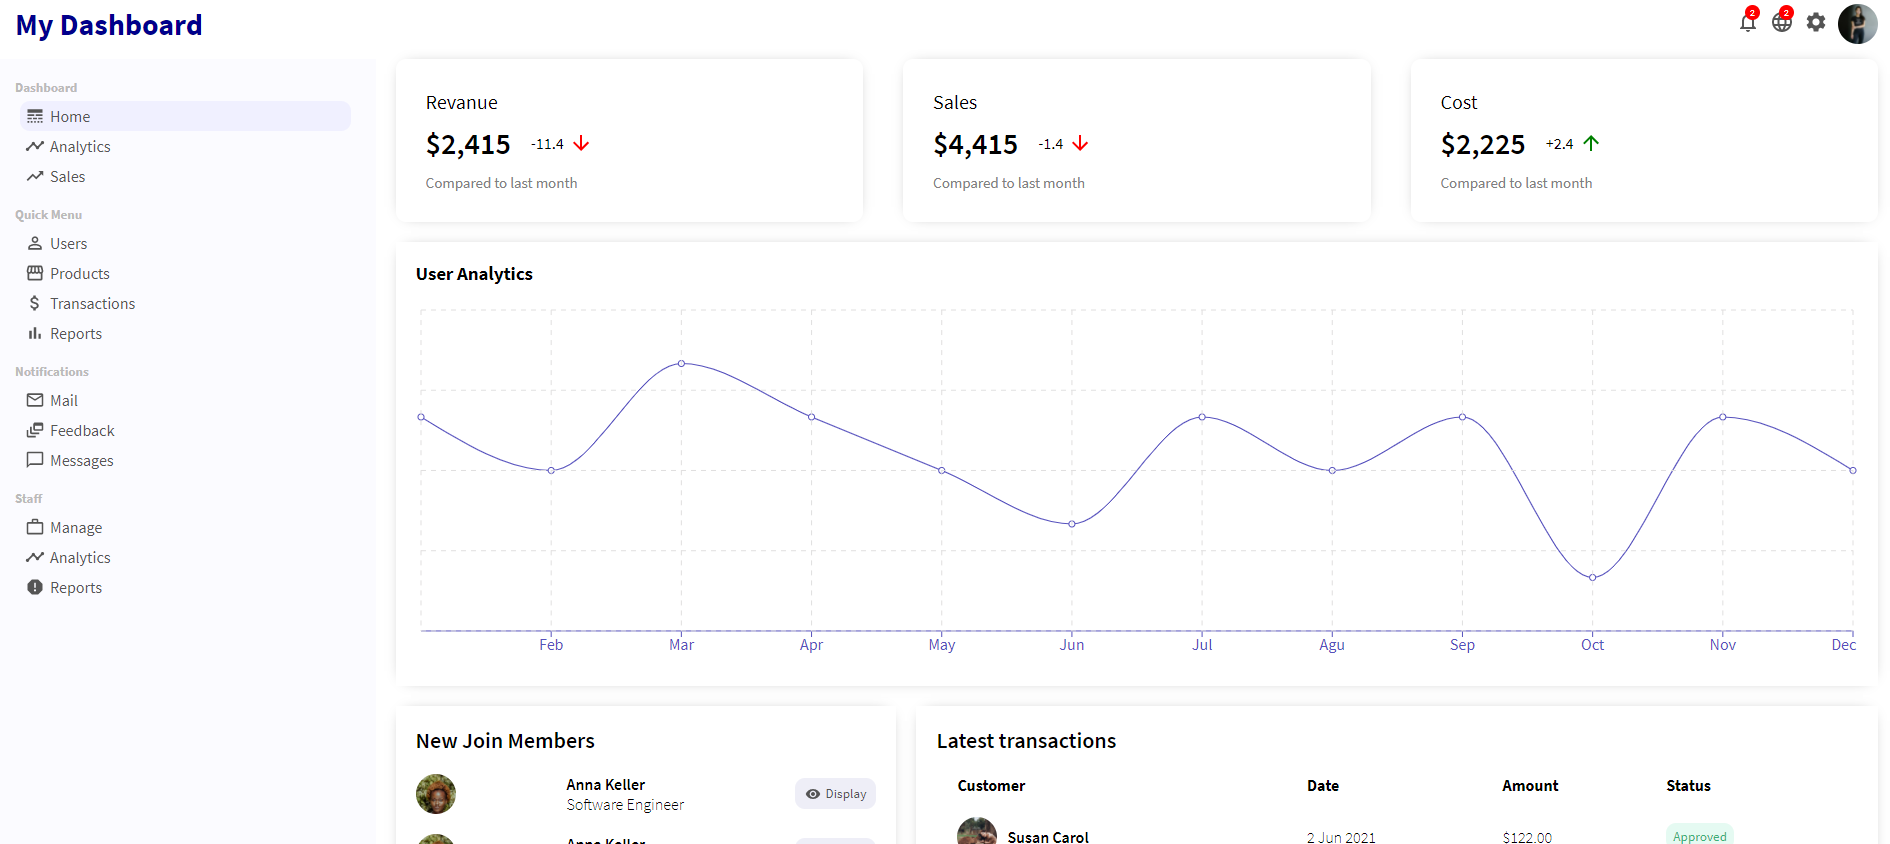 My Dashboard
2
2
Dashboard
Home
Analytics
Sales
Quick Menu
Users
Products
Transactions
Reports
Notifications
Mail
Feedback
Messages
Staff
Manage
Analytics
Reports
Revanue
$2,415 -11.4
Compared to last month
Sales
$4,415 -1.4
Compared to last month
Cost
$2,225 +2.4
Compared to last month
User Analytics
Feb Mar Apr May Jun Jul Agu Sep Oct Nov Dec
New Join Members
Anna Keller
Software Engineer
Display
Anna Keller
Latest transactions
Customer Date Amount Status
Susan Carol 2 Jun 2021 $122.00 Approved